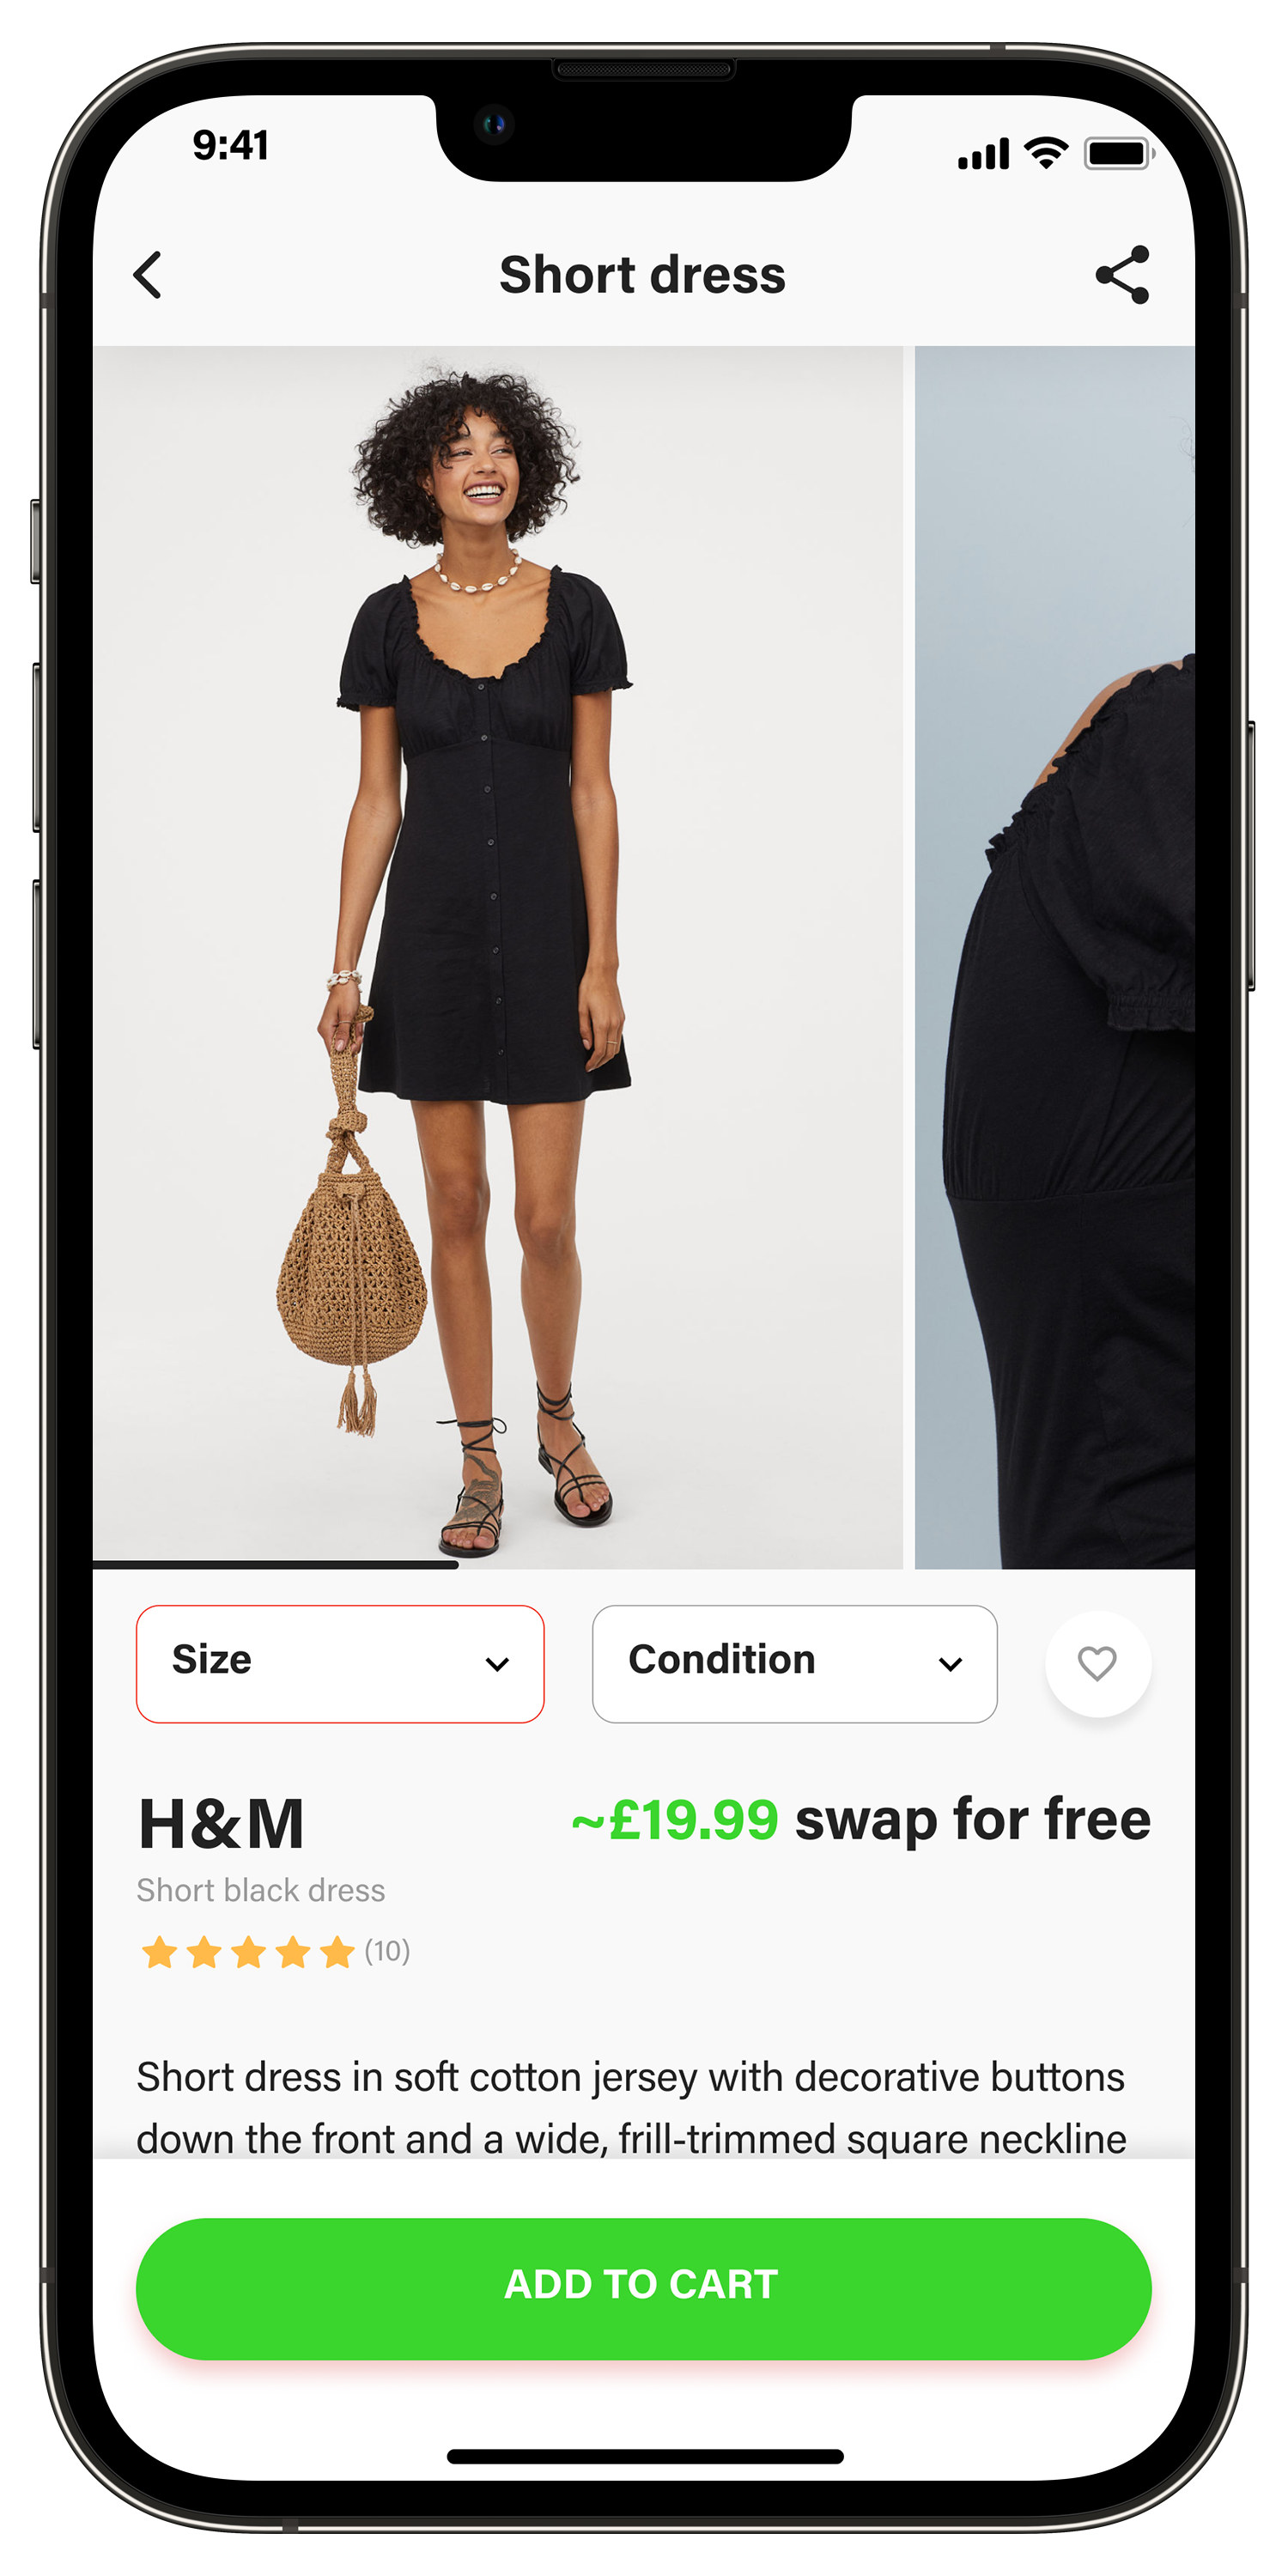 9:41
Short dress
Size
Condition
H&M
~£19.99 swap for free
Short black dress
(10)
Short dress in soft cotton jersey with decorative buttons
down the front and a wide, frill-trimmed square neckline
ADD TO CART